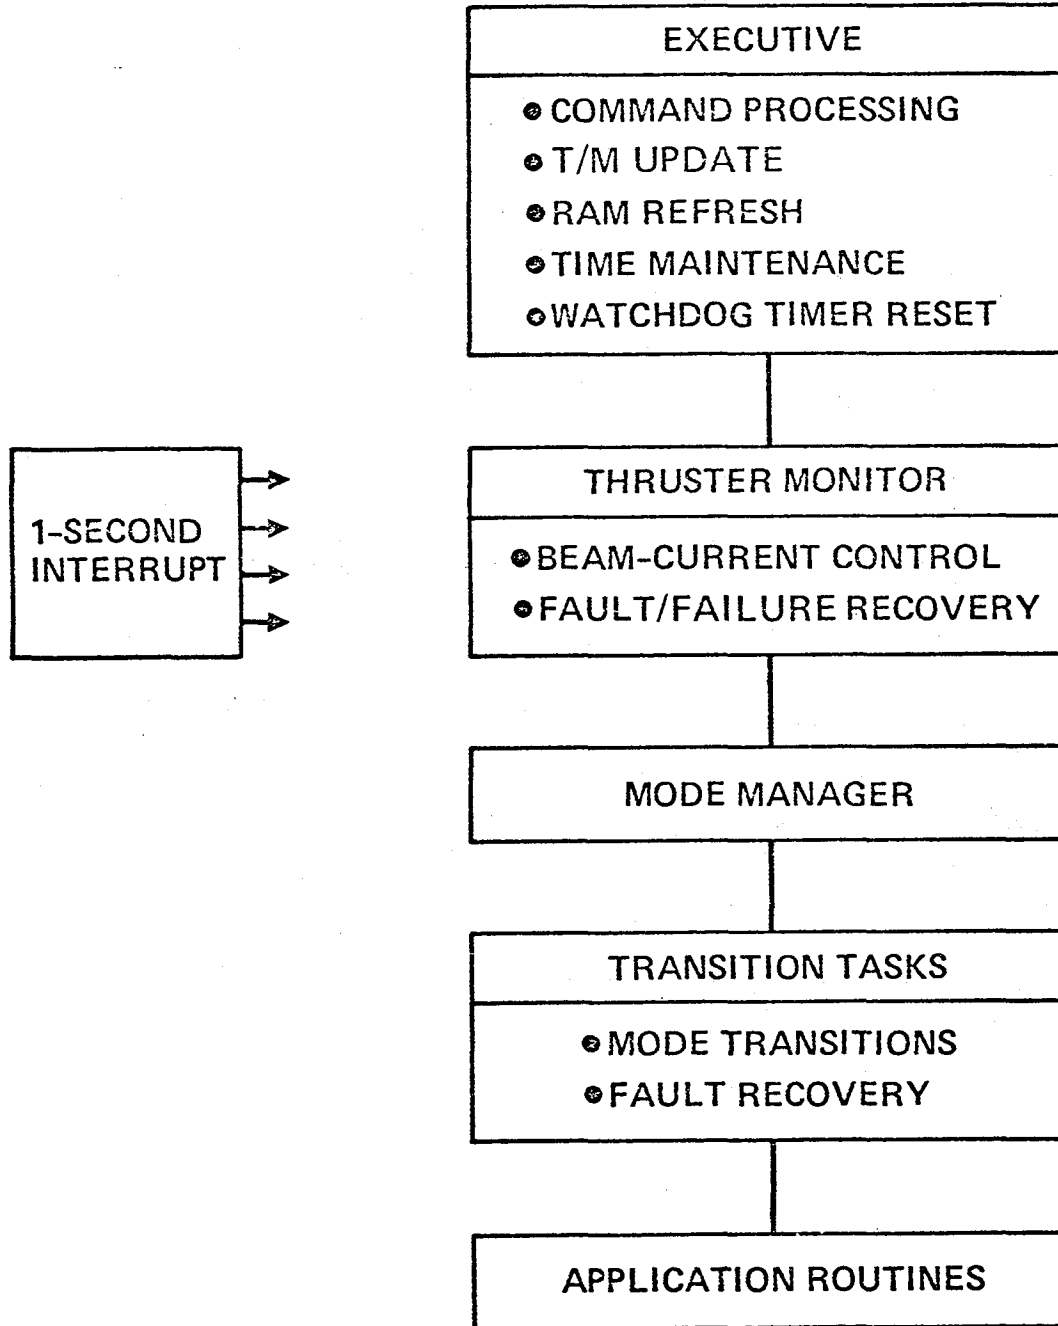 EXECUTIVE
● COMMAND PROCESSING
● T/M UPDATE
● RAM REFRESH
● TIME MAINTENANCE
● WATCHDOG TIMER RESET
1-SECOND
INTERRUPT
THRUSTER MONITOR
● BEAM-CURRENT CONTROL
● FAULT/FAILURE RECOVERY
MODE MANAGER
TRANSITION TASKS
● MODE TRANSITIONS
● FAULT RECOVERY
APPLICATION ROUTINES